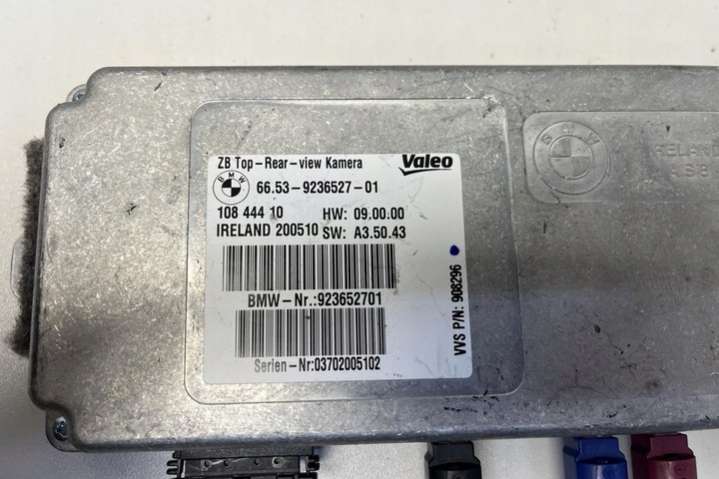 ZB Top-Rear-view Kamera
Valeo
BMW
66.53-9236527-01
108 444 10 HW: 09.00.00
IRELAND 200510 SW: A3.50.43
BMW-Nr.:923652701
Serien-Nr:03702005102
VVS P/N: 908296
BMW